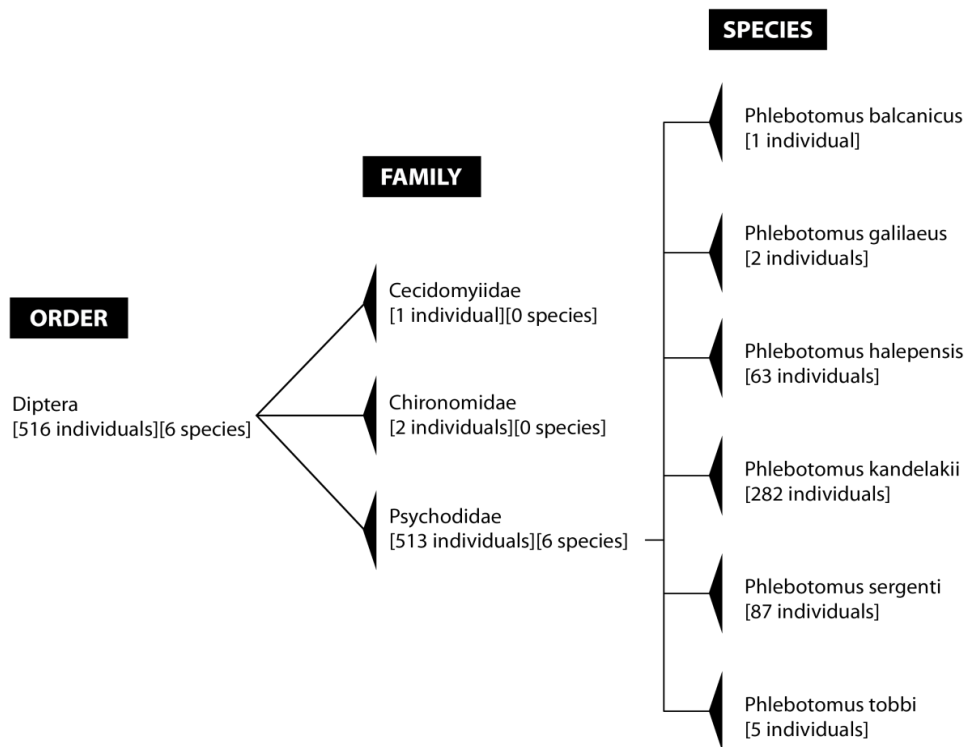 ORDER
Diptera
[516 individuals][6 species]
FAMILY
Cecidomyiidae
[1 individual][0 species]
Chironomidae
[2 individuals][0 species]
Psychodidae
[513 individuals][6 species]
SPECIES
Phlebotomus balcanicus
[1 individual]
Phlebotomus galilaeus
[2 individuals]
Phlebotomus halepensis
[63 individuals]
Phlebotomus kandelakii
[282 individuals]
Phlebotomus sergenti
[87 individuals]
Phlebotomus tobbi
[5 individuals]